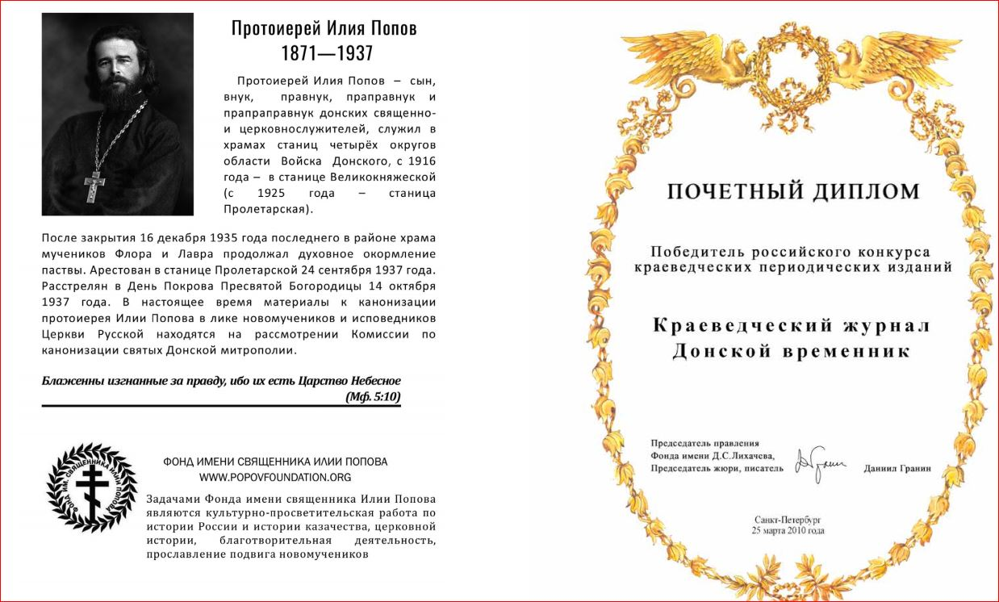 Протоиерей Илия Попов
1871—1937
Протоиерей Илия Попов – сын,
внук, правнук, праправнук и
прапраправнук донских священно-
и церковнослужителей, служил в
храмах станиц четырёх округов
области Войска Донского, с 1916
года – в станице Великокняжеской
(с 1925 года – станица
Пролетарская).
После закрытия 16 декабря 1935 года последнего в районе храма
мучеников Флора и Лавра продолжал духовное окормление
паствы. Арестован в станице Пролетарской 24 сентября 1937 года.
Расстрелян в День Покрова Пресвятой Богородицы 14 октября
1937 года. В настоящее время материалы к канонизации
протоиерея Илии Попова в лике новомучеников и исповедников
Церкви Русской находятся на рассмотрении Комиссии по
канонизации святых Донской митрополии.
Блаженны изгнанные за правду, ибо их есть Царство Небесное
(Мф. 5:10)
ФОНД ИМ. СВЯЩЕННИКА ИЛИИ ПОПОВА
ФОНД ИМЕНИ СВЯЩЕННИКА ИЛИИ ПОПОВА
WWW.POPOVFOUNDATION.ORG
Задачами Фонда имени священника Илии Попова
являются культурно-просветительская работа по
истории России и истории казачества, церковной
истории, благотворительная деятельность,
прославление подвига новомучеников
ПОЧЕТНЫЙ ДИПЛОМ
Победитель российского конкурса
краеведческих периодических изданий
Краеведческий журнал
Донской временник
Председатель правления
Фонда имени Д.С.Лихачева,
Председатель жюри, писатель Даниил Гранин
Санкт-Петербург
25 марта 2010 года